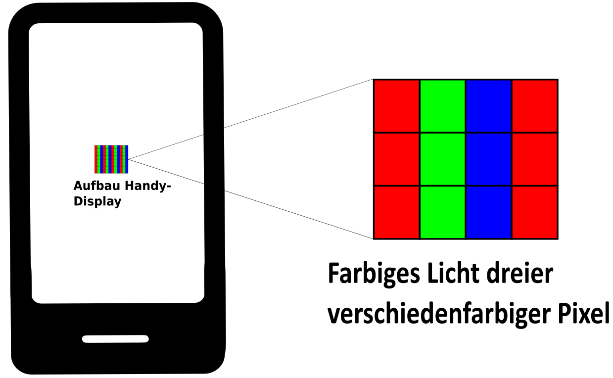 Aufbau Handy-
Display
Farbiges Licht dreier
verschiedenfarbiger Pixel